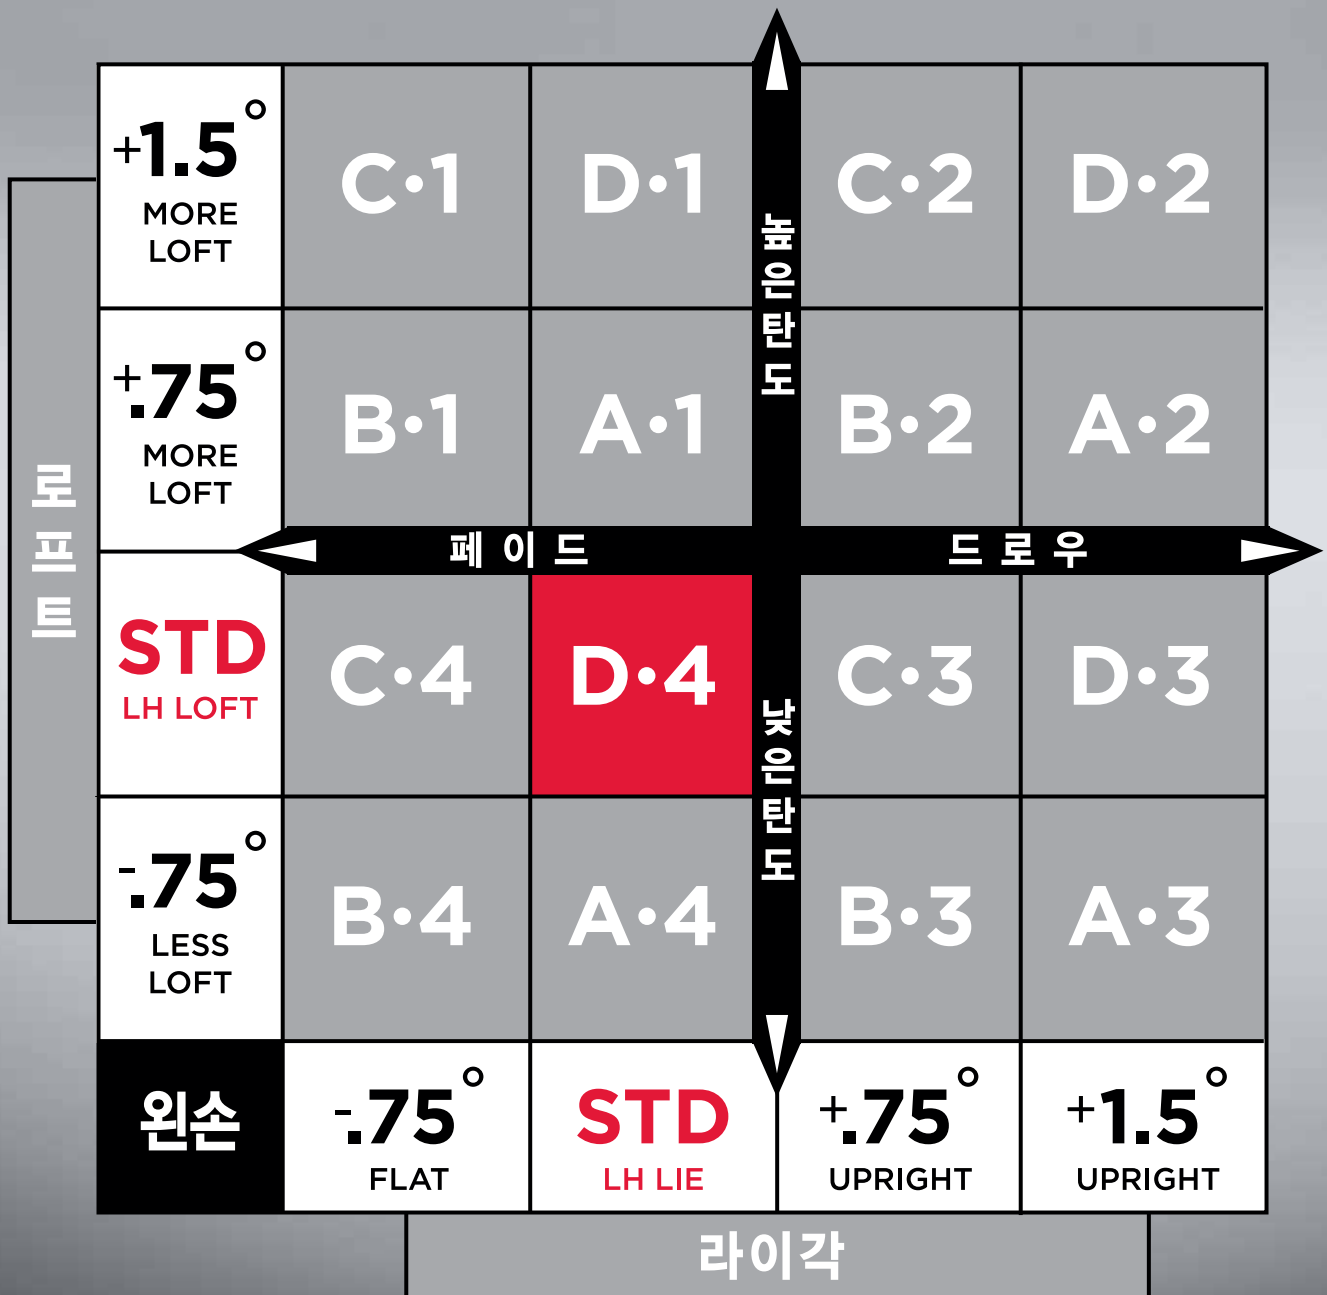 +1.5°
MORE
LOFT
C•1
D•1
C•2
D•2
높은탄도
+.75°
MORE
LOFT
B•1
A•1
B•2
A•2
로프트
페이드
드로우
STD
LH LOFT
C•4
D•4
C•3
D•3
낮은탄도
-.75°
LESS
LOFT
B•4
A•4
B•3
A•3
왼손
-.75°
FLAT
STD
LH LIE
+.75°
UPRIGHT
+1.5°
UPRIGHT
라이각